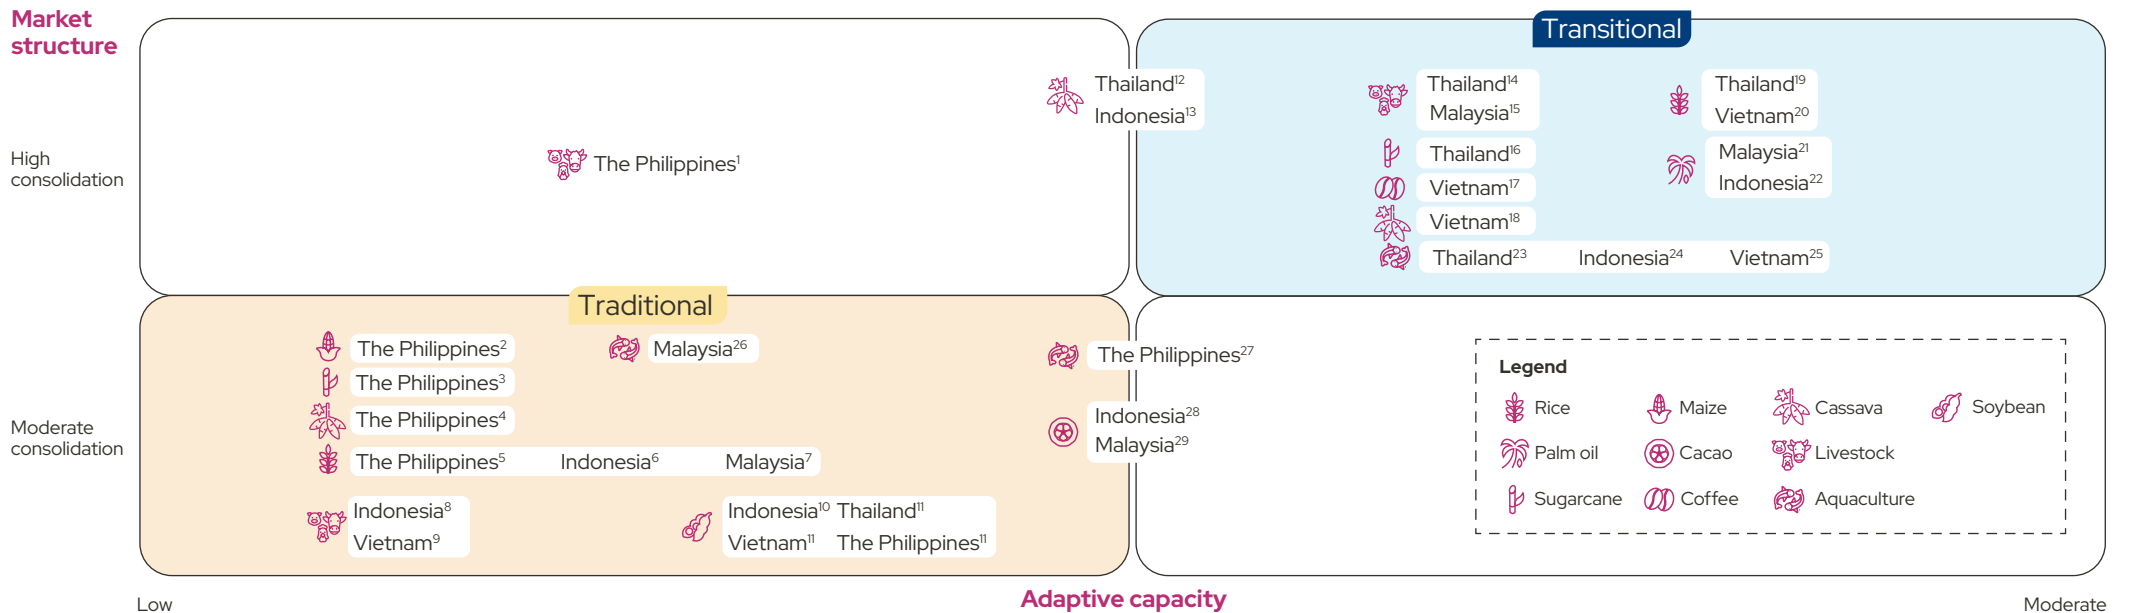 Market
structure
High
consolidation
The Philippines¹
Thailand¹²
Indonesia¹³
Transitional
Thailand¹⁴
Malaysia¹⁵
Thailand¹⁶
Vietnam¹⁷
Vietnam¹⁸
Thailand¹⁹
Vietnam²⁰
Malaysia²¹
Indonesia²²
Thailand²³ Indonesia²⁴ Vietnam²⁵
Moderate
consolidation
Traditional
The Philippines²
The Philippines³
The Philippines⁴
The Philippines⁵ Indonesia⁶ Malaysia⁷
Indonesia⁸
Vietnam⁹
Malaysia²⁶
Indonesia¹⁰ Thailand¹¹
Vietnam¹¹ The Philippines¹¹
The Philippines²⁷
Indonesia²⁸
Malaysia²⁹
Legend
Rice Maize Cassava Soybean
Palm oil Cacao Livestock
Sugarcane Coffee Aquaculture
Low
Adaptive capacity
Moderate